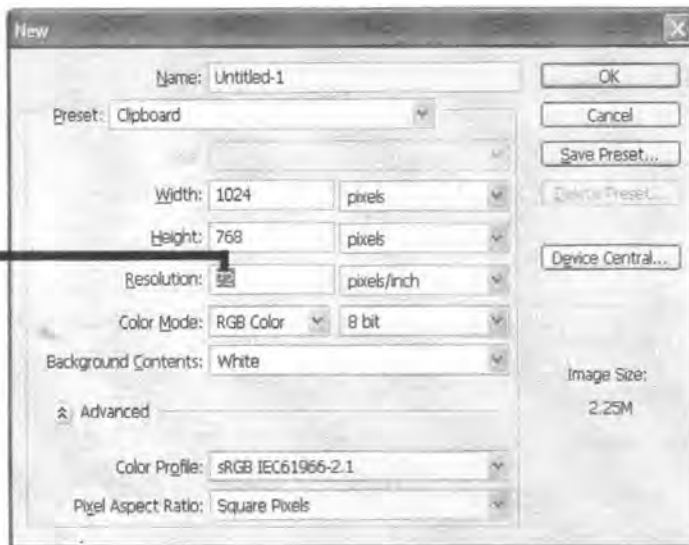 New
Name: Untitled-1
OK
Preset: Clipboard
Cancel
Save Preset...
Width: 1024 pixels
Delete Preset...
Height: 768 pixels
Device Central...
Resolution: pixels/inch
Color Mode: RGB Color 8 bit
Background Contents: White
Image Size:
2.25M
Advanced
Color Profile: sRGB IEC61966-2.1
Pixel Aspect Ratio: Square Pixels